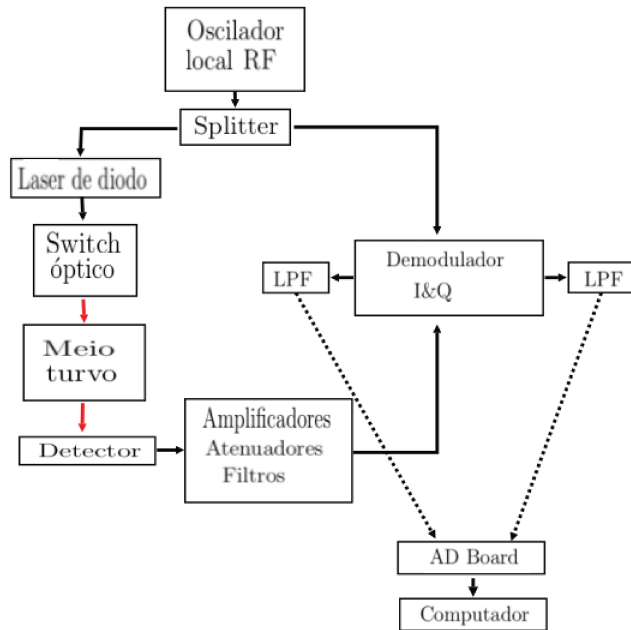 Oscilador
local RF
Splitter
Laser de diodo
Switch
óptico
Meio
turvo
Detector
Amplificadores
Atenuadores
Filtros
Demodulador
I&Q
LPF
LPF
AD Board
Computador